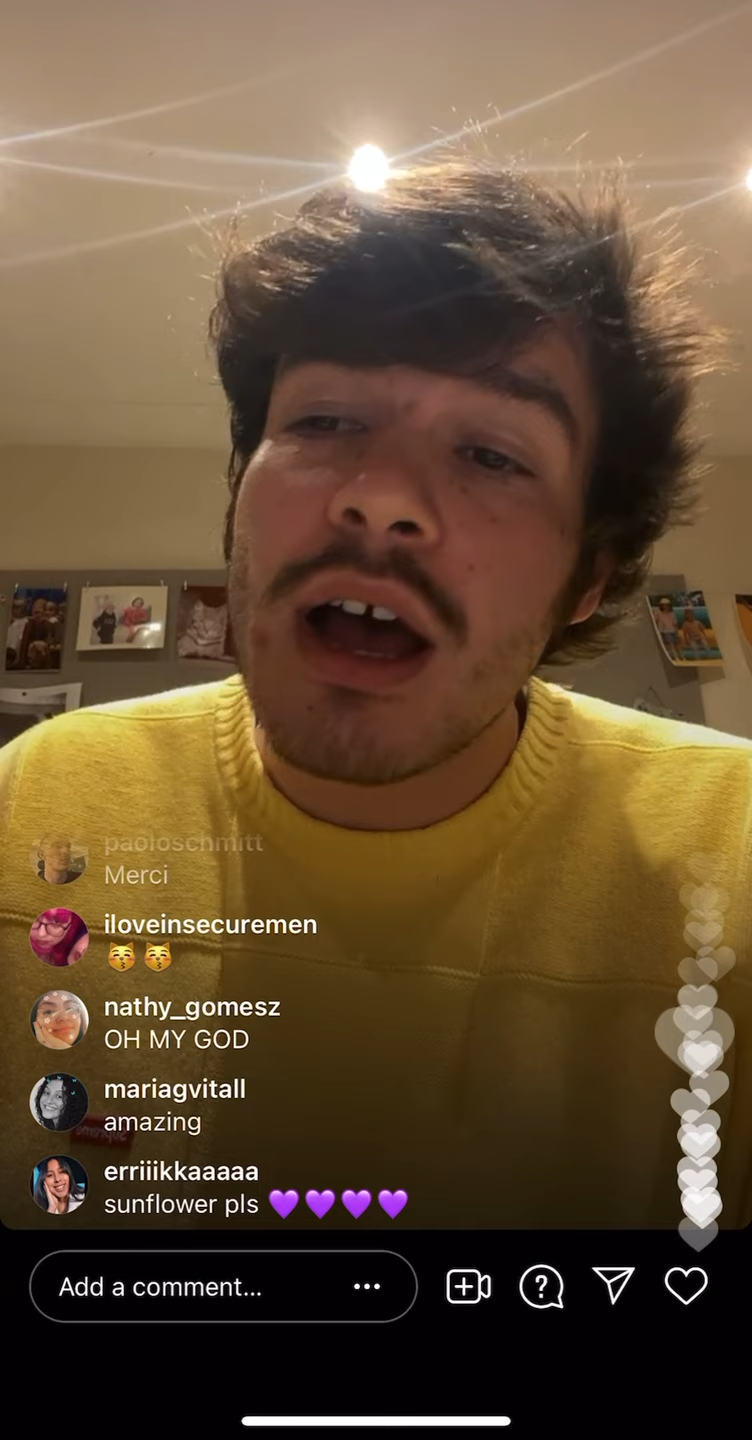 paoloschmitt
Merci
iloveinsecuremen
😽 😽
nathy_gomesz
OH MY GOD
mariagvitall
amazing
erriiikkaaaaa
sunflower pls 💜💜💜💜
Add a comment...